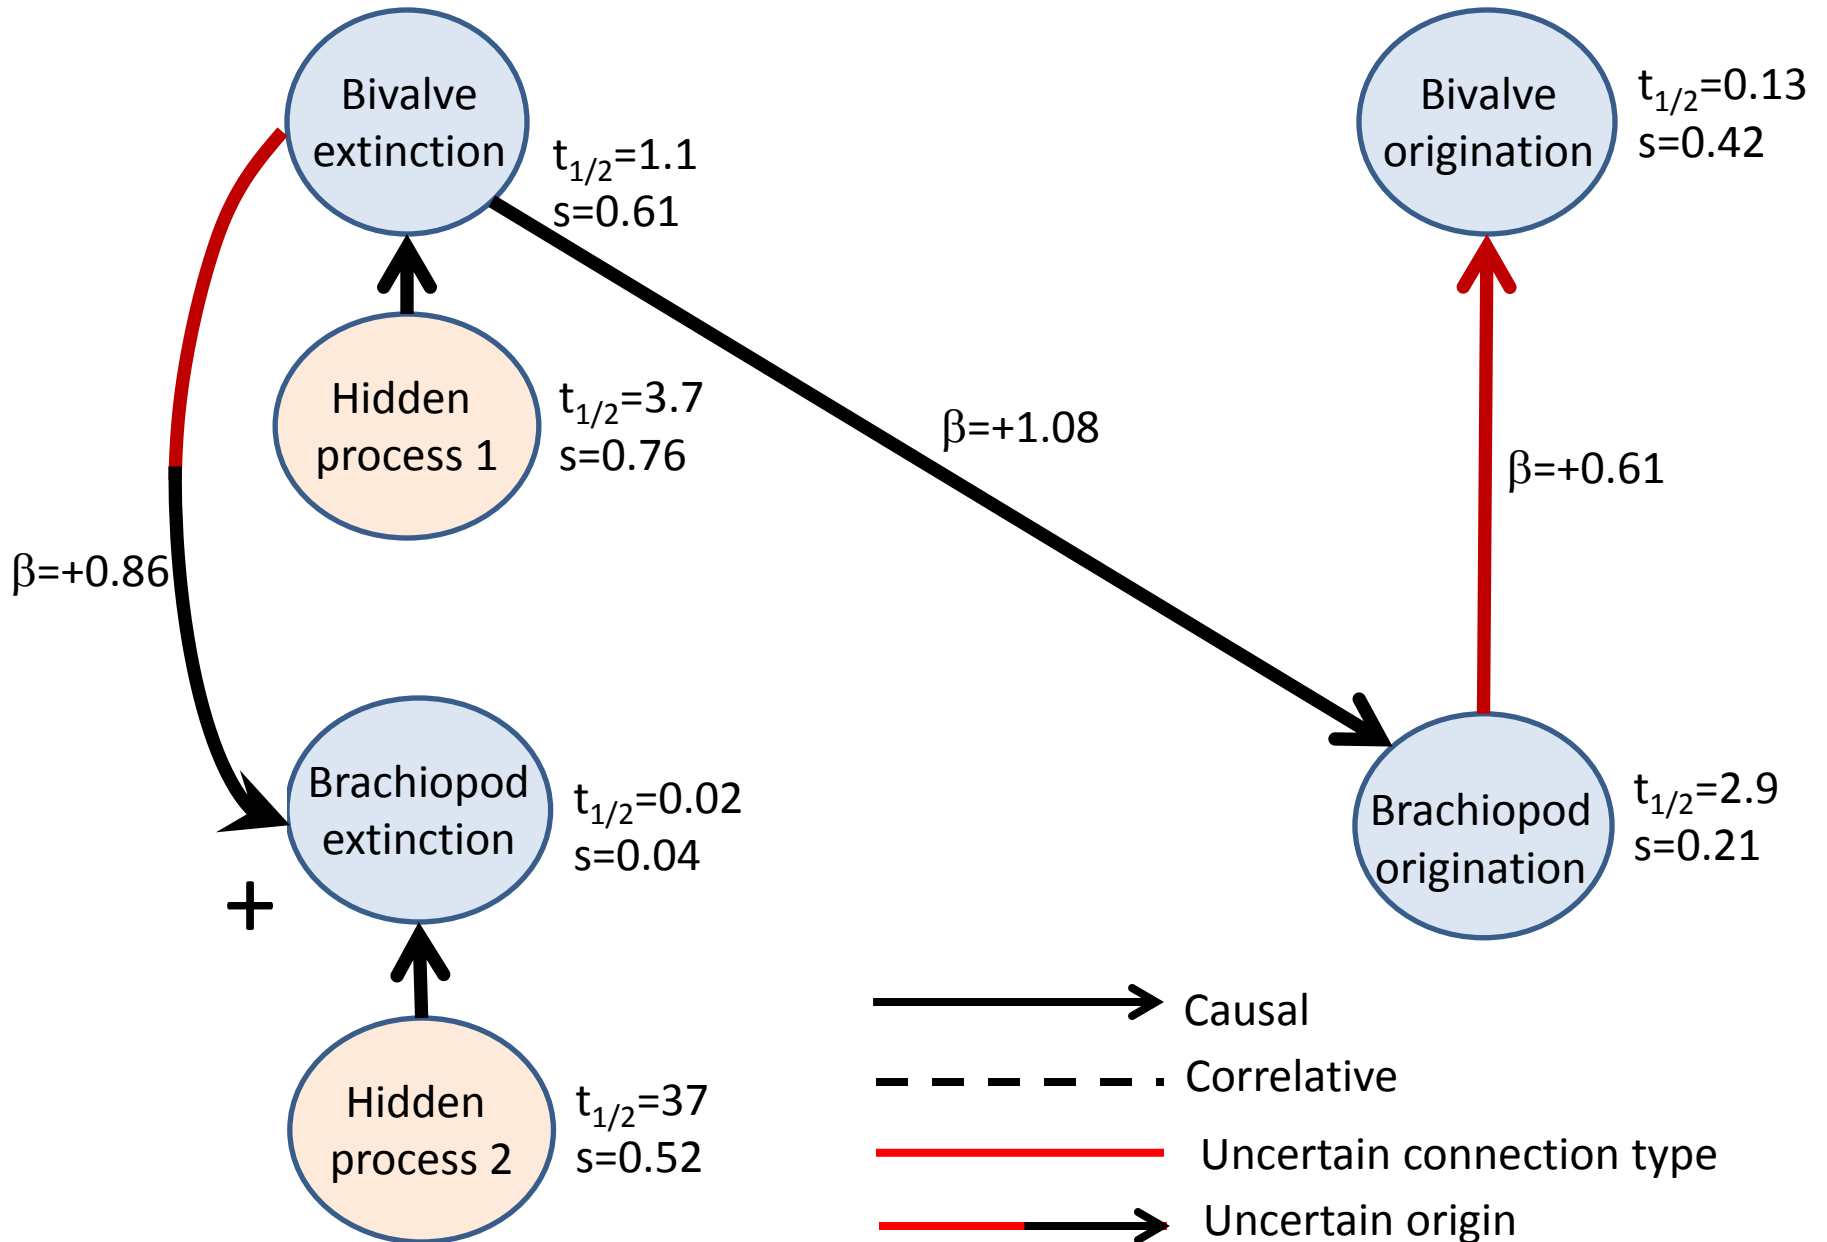 Bivalve
extinction
t1/2=1.1
s=0.61
Bivalve
origination
t1/2=0.13
s=0.42
Hidden
process 1
t1/2=3.7
s=0.76
β=+1.08
β=+0.61
β=+0.86
Brachiopod
extinction
t1/2=0.02
s=0.04
+
Brachiopod
origination
t1/2=2.9
s=0.21
Hidden
process 2
t1/2=37
s=0.52
Causal
Correlative
Uncertain connection type
Uncertain origin